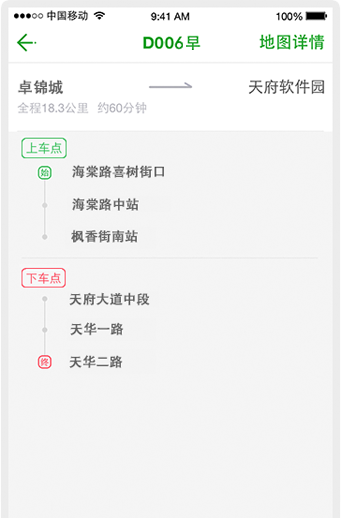 中国移动 9:41 AM 100%
D006早 地图详情
卓锦城 天府软件园
全程18.3公里 约60分钟
上车点
始 海棠路喜树街口
海棠路中站
枫香街南站
下车点
天府大道中段
天华一路
终 天华二路